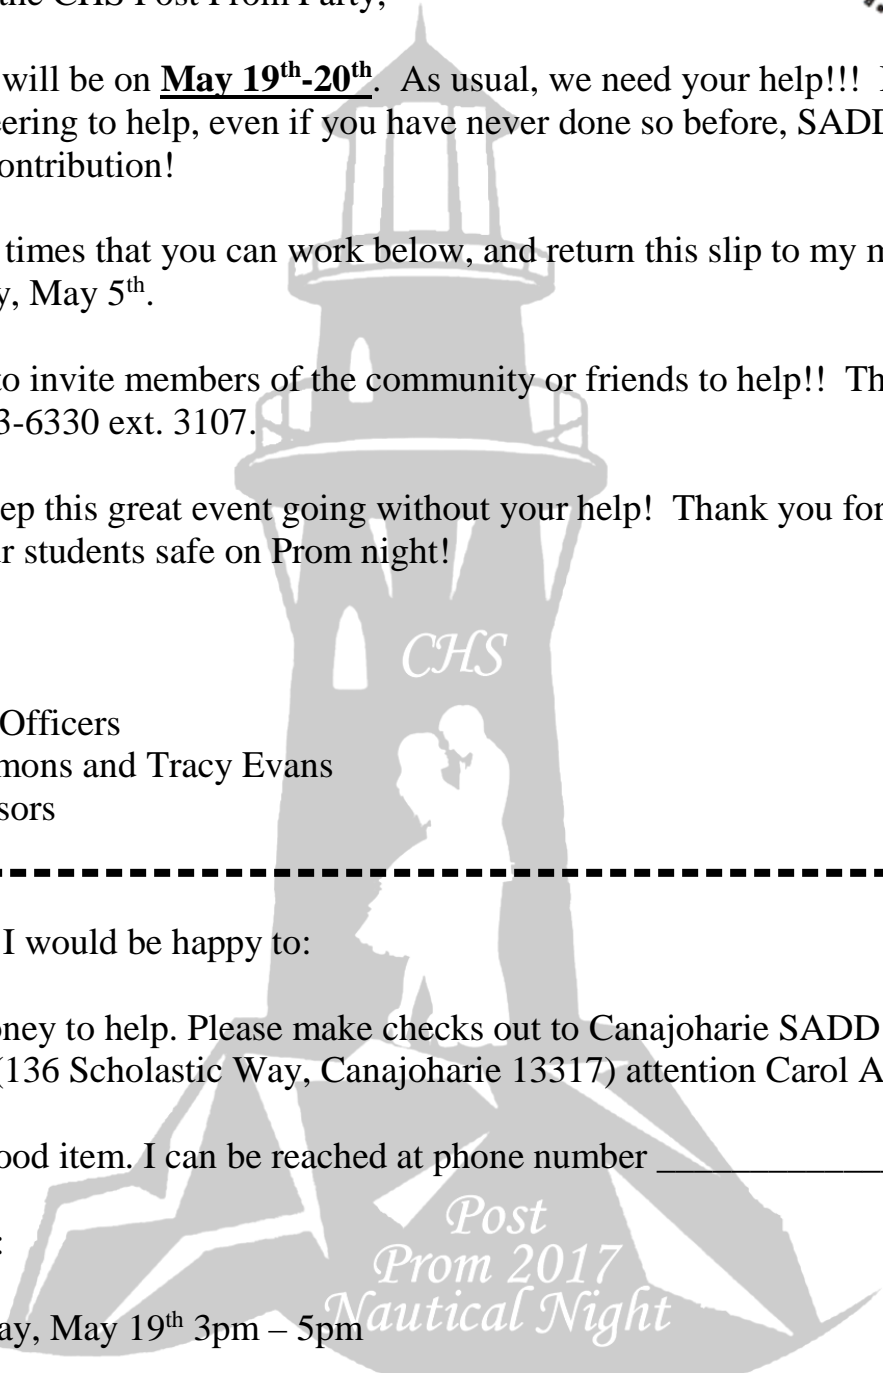 the CHS Post Prom Party,
will be on May 19th-20th. As usual, we need your help!!!
eering to help, even if you have never done so before, SADD
ontribution!
times that you can work below, and return this slip to my m
y, May 5th.
to invite members of the community or friends to help!! Th
3-6330 ext. 3107.
ep this great event going without your help! Thank you for
r students safe on Prom night!
CHS
Officers
mons and Tracy Evans
sors
I would be happy to:
oney to help. Please make checks out to Canajoharie SADD
(136 Scholastic Way, Canajoharie 13317) attention Carol A
ood item. I can be reached at phone number ____________
:
ay, May 19th 3pm – 5pm
Post
Prom 2017
Nautical Night